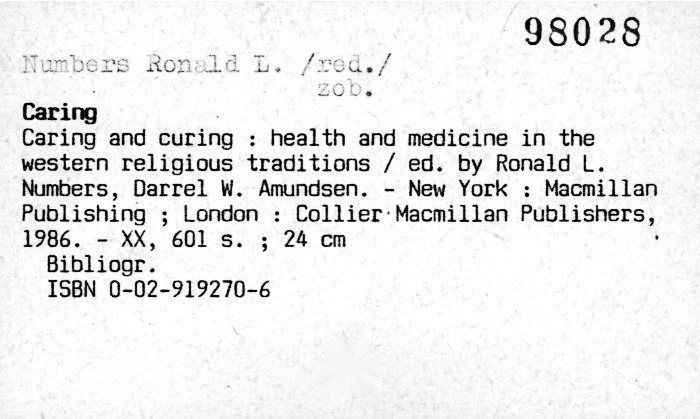 98028
Numbers Ronald L. /red./
zob.
Caring
Caring and curing : health and medicine in the
western religious traditions / ed. by Ronald L.
Numbers, Darrel W. Amundsen. - New York : Macmillan
Publishing ; London : Collier Macmillan Publishers,
1986. - XX, 601 s. ; 24 cm
Bibliogr.
ISBN 0-02-919270-6